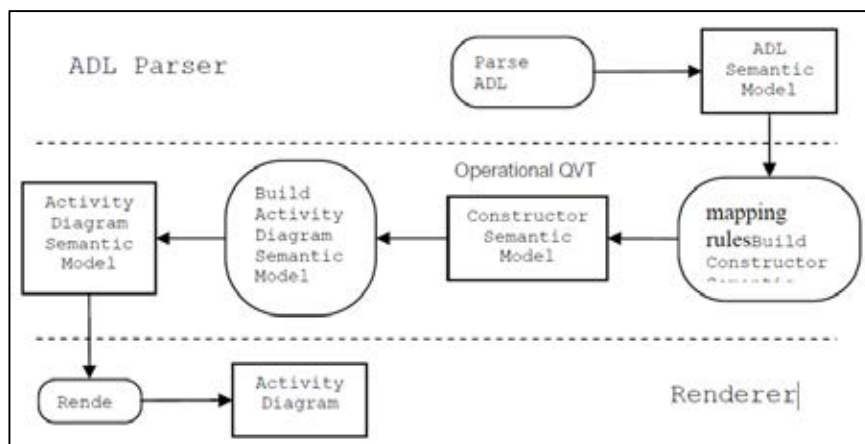 ADL Parser
Parse
ADL
ADL
Semantic
Model
Operational QVT
mapping
rulesBuild
Constructor
Semantic
Constructor
Semantic
Model
Build
Activity
Diagram
Semantic
Model
Activity
Diagram
Semantic
Model
Rende
Activity
Diagram
Renderer